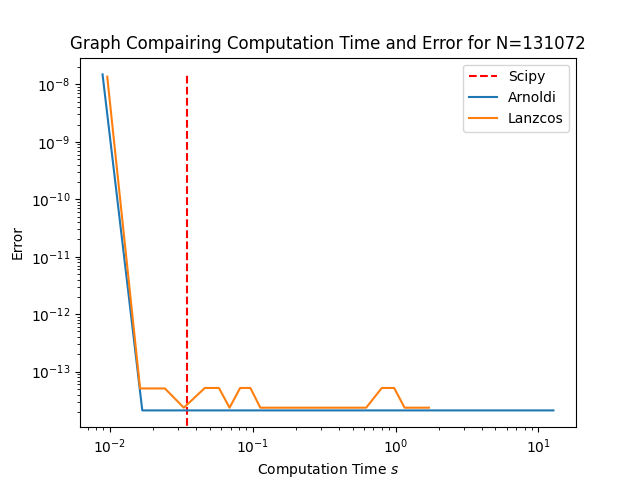 Graph Compairing Computation Time and Error for N=131072
Scipy
Arnoldi
Lanzcos
10⁻⁸
10⁻⁹
10⁻¹⁰
10⁻¹¹
10⁻¹²
10⁻¹³
Error
10⁻² 10⁻¹ 10⁰ 10¹
Computation Time s